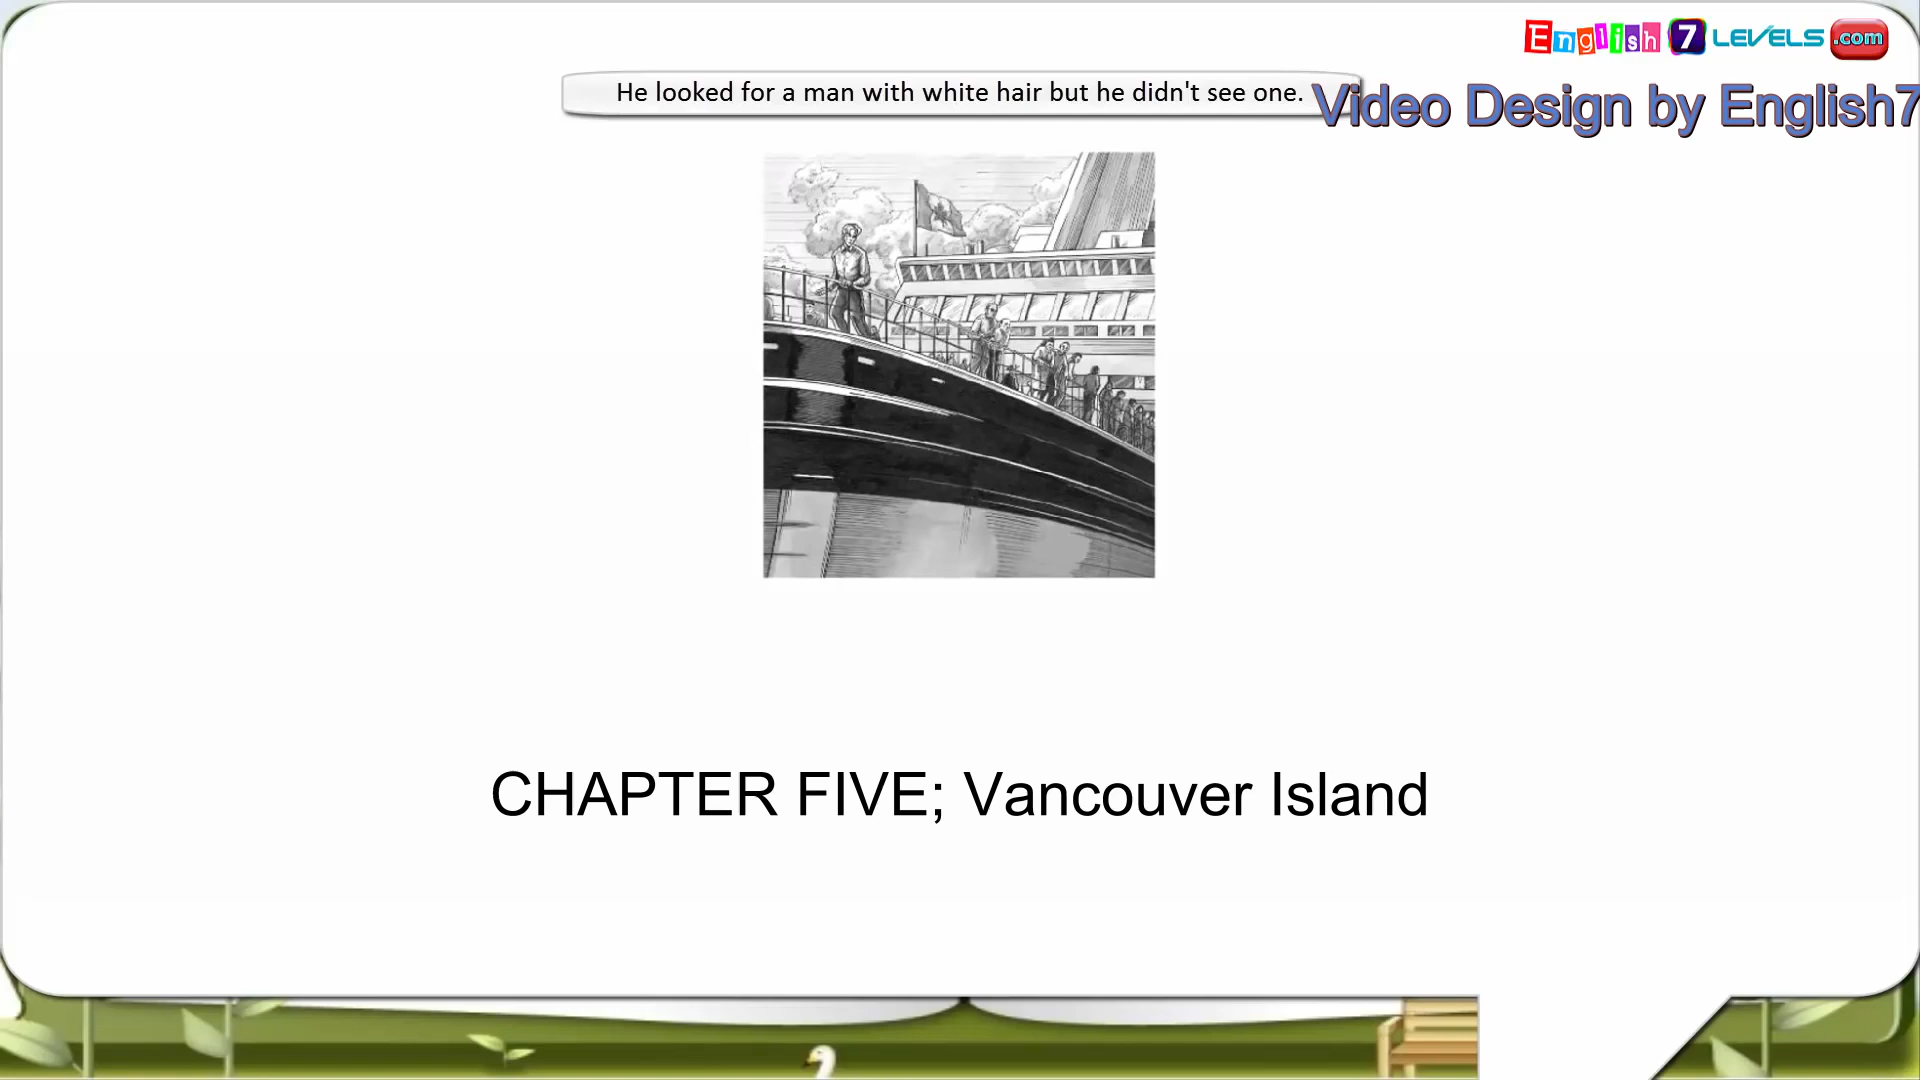 English 7 LEVELS .com
He looked for a man with white hair but he didn't see one.
Video Design by English7
CHAPTER FIVE; Vancouver Island